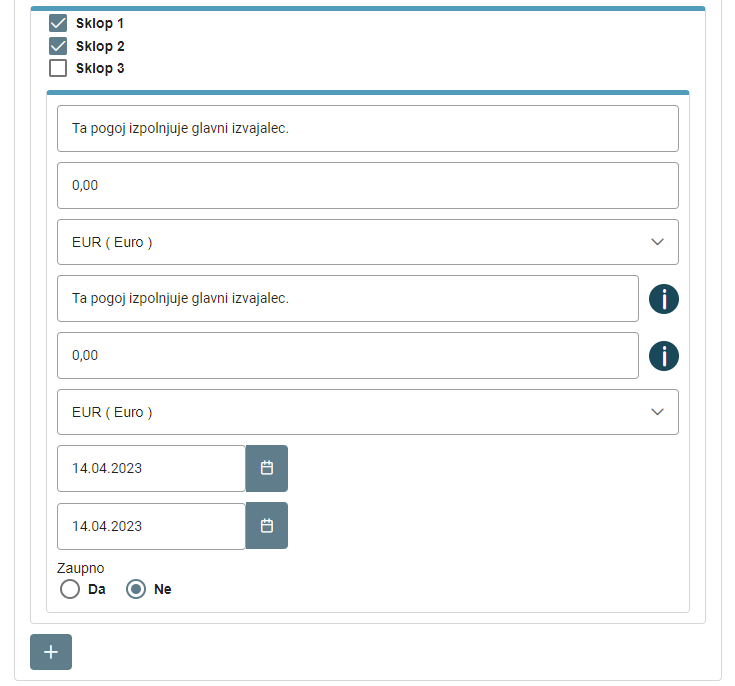 Sklop 1
Sklop 2
Sklop 3
Ta pogoj izpolnjuje glavni izvajalec.
0,00
EUR ( Euro )
Ta pogoj izpolnjuje glavni izvajalec.
0,00
EUR ( Euro )
14.04.2023
14.04.2023
Zaupno
Da Ne